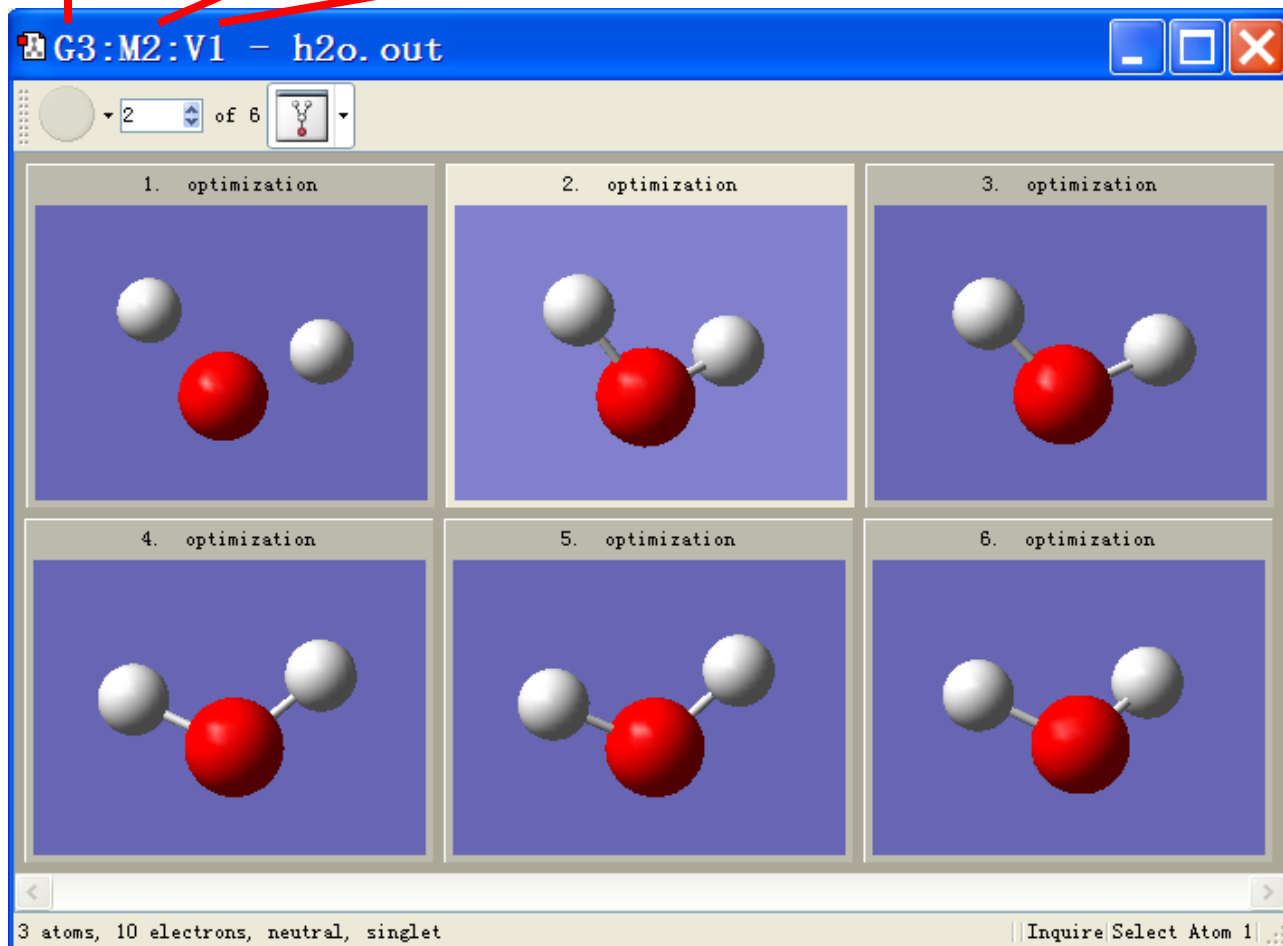 G3:M2:V1 - h2o.out
2 of 6
1. optimization
2. optimization
3. optimization
4. optimization
5. optimization
6. optimization
3 atoms, 10 electrons, neutral, singlet
Inquire Select Atom 1